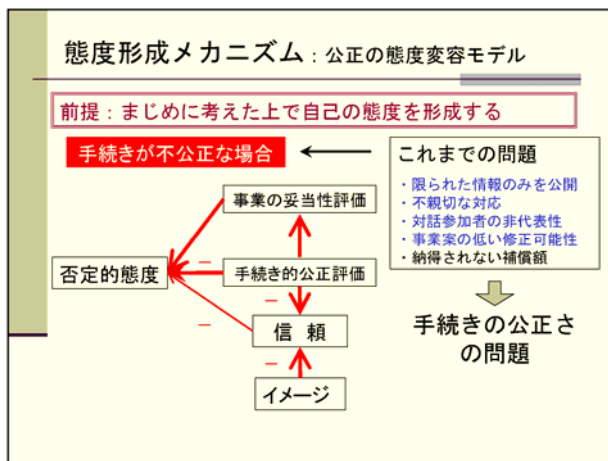 態度形成メカニズム：公正の態度変容モデル
前提：まじめに考えた上で自己の態度を形成する
手続きが不公正な場合
これまでの問題
・限られた情報のみを公開
・不親切な対応
・対話参加者の非代表性
・事業案の低い修正可能性
・納得されない補償額
事業の妥当性評価
否定的態度
－
手続き的公正評価
－
－
信 頼
－
イメージ
手続きの公正さ
の問題